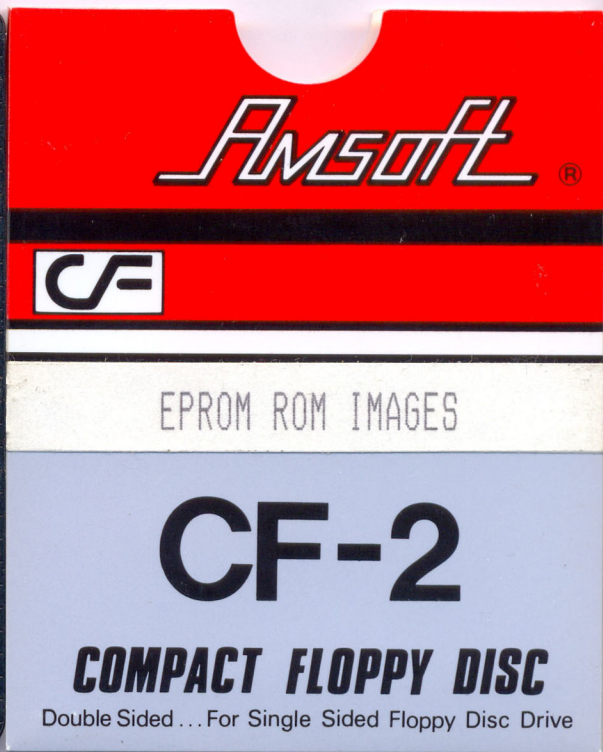 Amsoft ®
CF
EPROM ROM IMAGES
CF-2
COMPACT FLOPPY DISC
Double Sided...For Single Sided Floppy Disc Drive